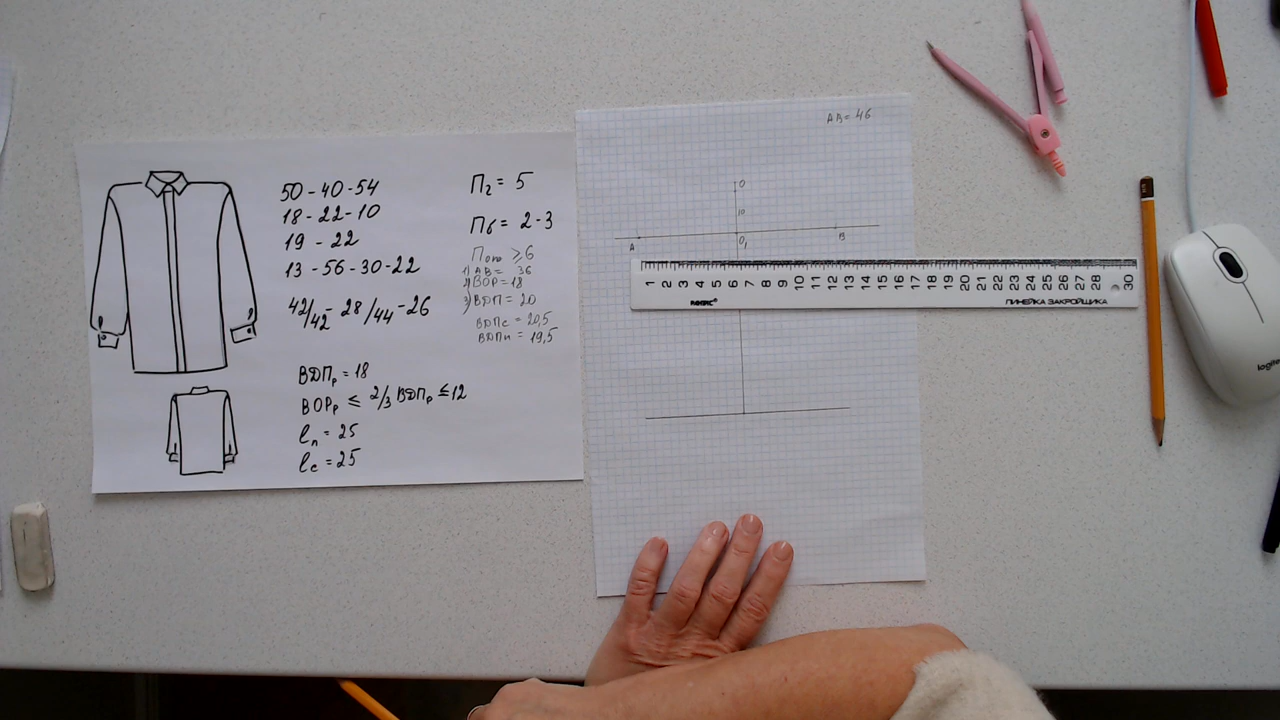 50 - 40 - 54
18 - 22 - 10
19 - 22
13 - 56 - 30 - 22
42/42 - 28/44 - 26
ВДПр = 18
ВОРр ≤ 2/3 ВДПр ≤ 12
lп = 25
lс = 25
Пг = 5
Пб = 2 - 3
Попр ≥ 6
1) АВ = 36
2) ВОР = 18
3) ВДП = 20
ВДПс = 20,5
ВДПп = 19,5
АВ = 46
О
10
А О1 В
1 2 3 4 5 6 7 8 9 10 11 12 13 14 15 16 17 18 19 20 21 22 23 24 25 26 27 28 30
ЛИНЕЙКА ЗАКРОЙЩИКА
logitech